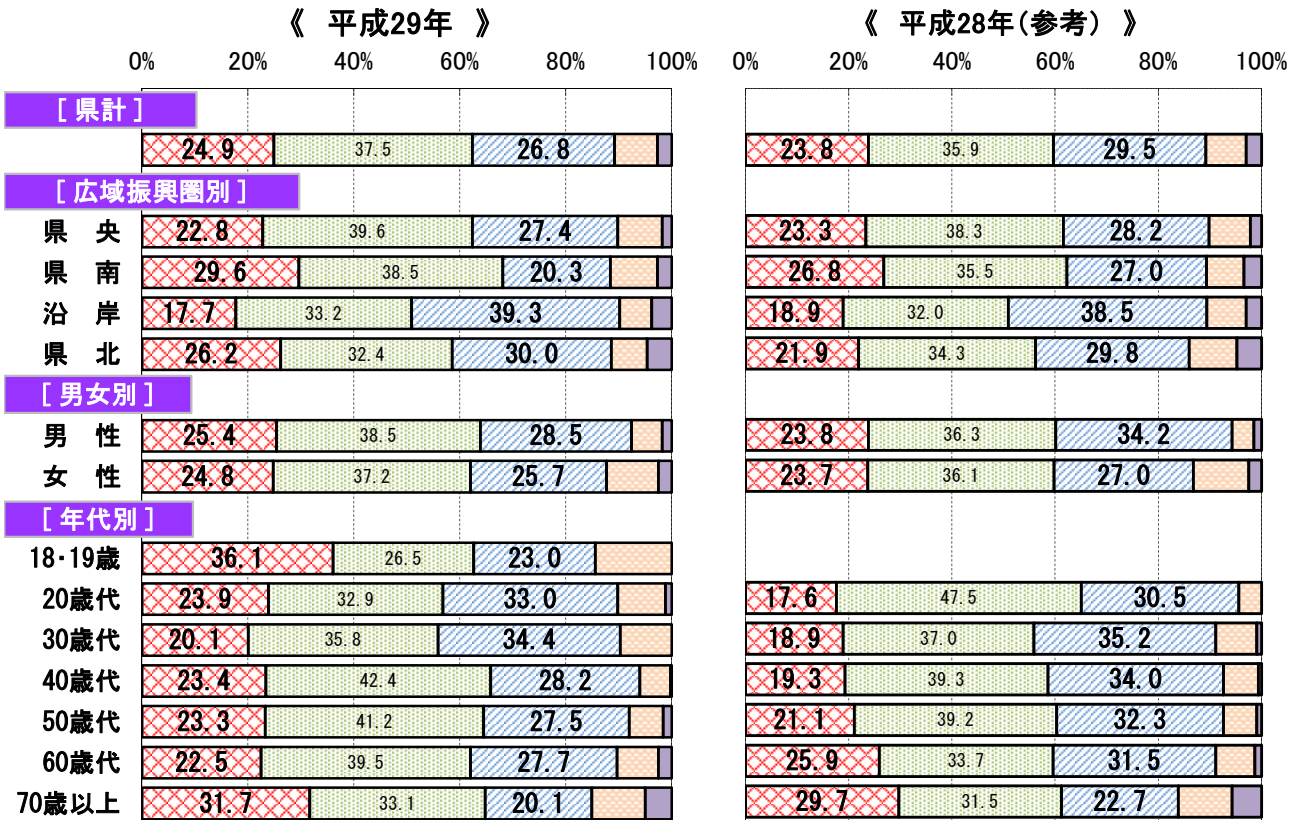 《 平成29年 》 《 平成28年(参考) 》
0% 20% 40% 60% 80% 100% 0% 20% 40% 60% 80% 100%
[ 県計 ]
24.9 37.5 26.8 23.8 35.9 29.5
[ 広域振興圏別 ]
県 央 22.8 39.6 27.4 23.3 38.3 28.2
県 南 29.6 38.5 20.3 26.8 35.5 27.0
沿 岸 17.7 33.2 39.3 18.9 32.0 38.5
県 北 26.2 32.4 30.0 21.9 34.3 29.8
[ 男女別 ]
男 性 25.4 38.5 28.5 23.8 36.3 34.2
女 性 24.8 37.2 25.7 23.7 36.1 27.0
[ 年代別 ]
18・19歳 36.1 26.5 23.0
20歳代 23.9 32.9 33.0 17.6 47.5 30.5
30歳代 20.1 35.8 34.4 18.9 37.0 35.2
40歳代 23.4 42.4 28.2 19.3 39.3 34.0
50歳代 23.3 41.2 27.5 21.1 39.2 32.3
60歳代 22.5 39.5 27.7 25.9 33.7 31.5
70歳以上 31.7 33.1 20.1 29.7 31.5 22.7